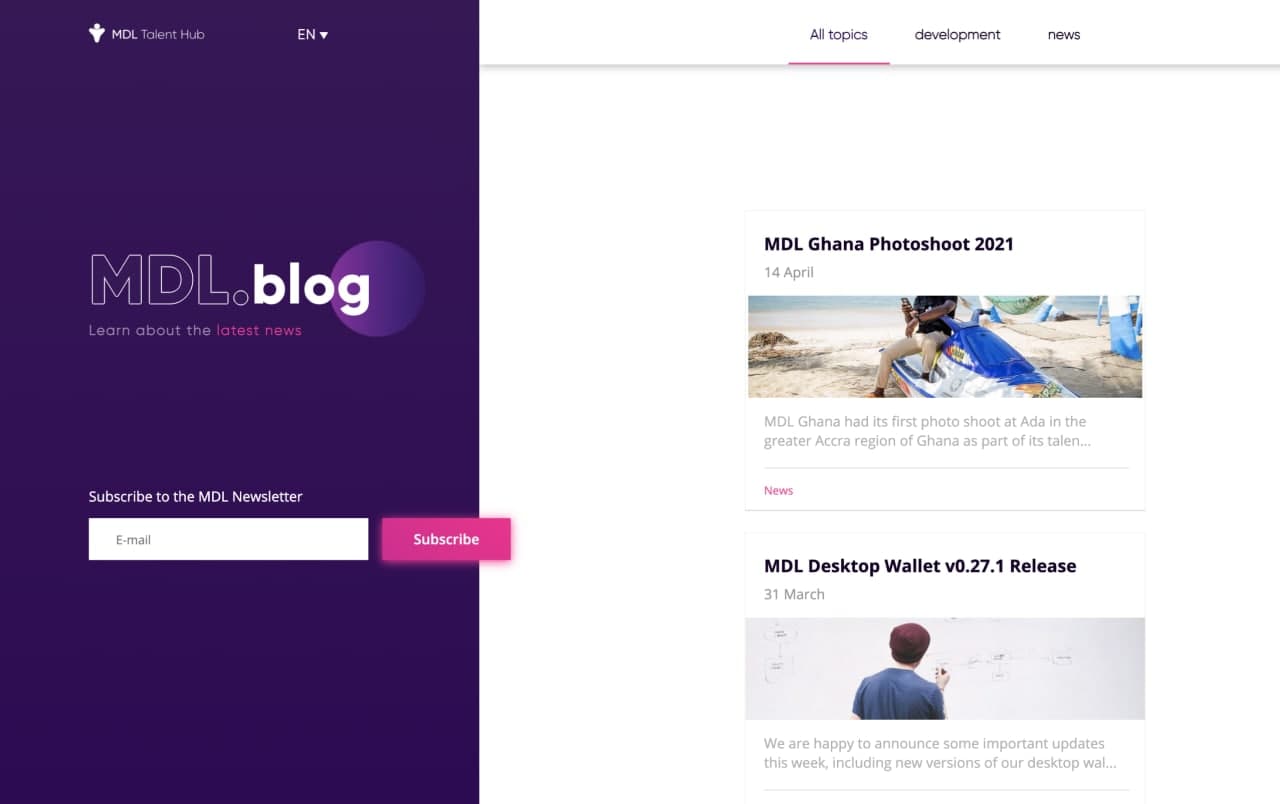 MDL Talent Hub
EN
All topics
development
news
MDL.blog
Learn about the latest news
Subscribe to the MDL Newsletter
E-mail
Subscribe
MDL Ghana Photoshoot 2021
14 April
MDL Ghana had its first photo shoot at Ada in the
greater Accra region of Ghana as part of its talen...
News
MDL Desktop Wallet v0.27.1 Release
31 March
We are happy to announce some important updates
this week, including new versions of our desktop wal...